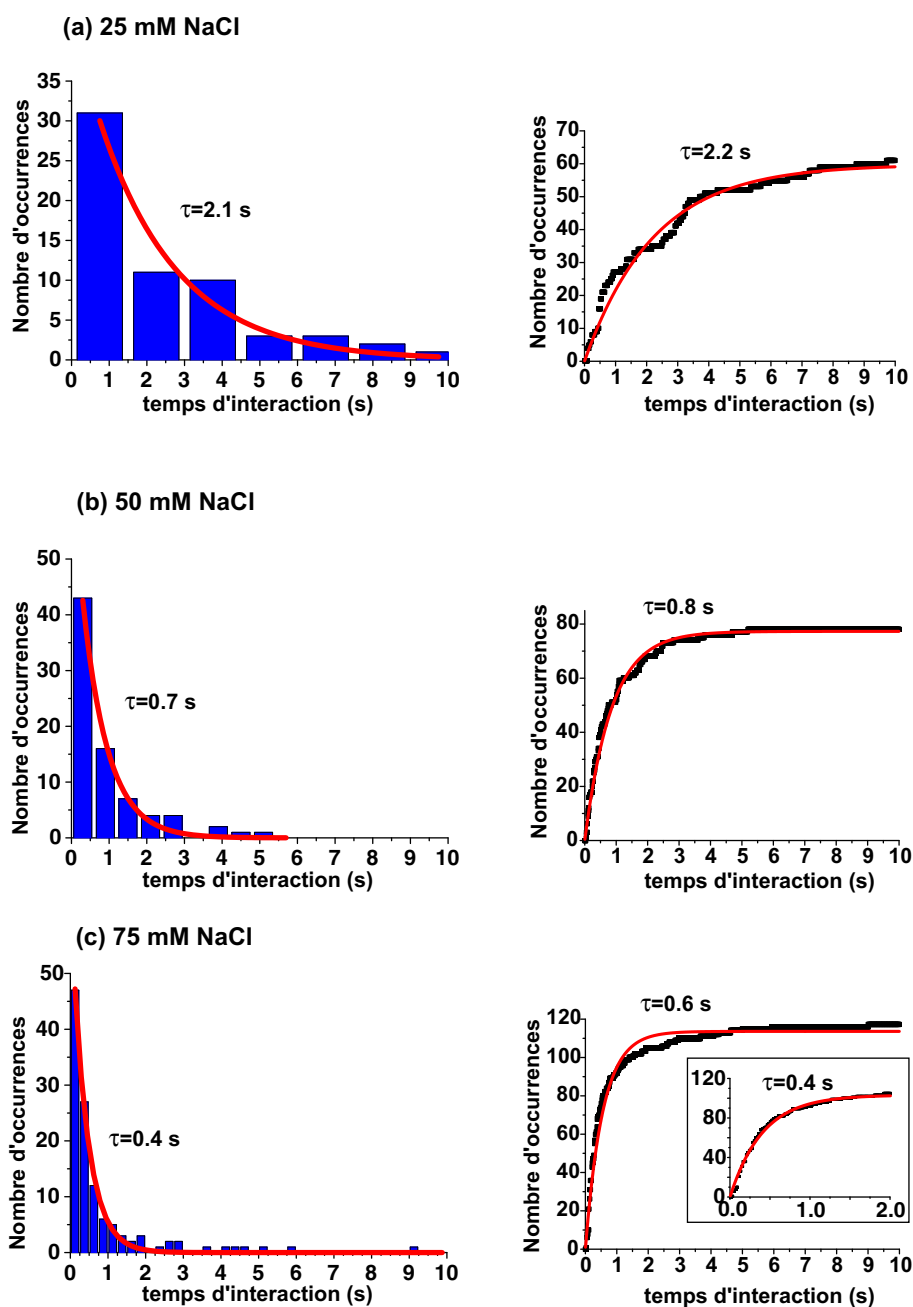 (a) 25 mM NaCl
Nombre d'occurrences
35
30
25
20
15
10
5
0
τ=2.1 s
0 1 2 3 4 5 6 7 8 9 10
temps d'interaction (s)
Nombre d'occurrences
70
60
50
40
30
20
10
0
τ=2.2 s
0 1 2 3 4 5 6 7 8 9 10
temps d'interaction (s)
(b) 50 mM NaCl
Nombre d'occurrences
50
40
30
20
10
0
τ=0.7 s
0 1 2 3 4 5 6 7 8 9 10
temps d'interaction (s)
Nombre d'occurrences
80
60
40
20
0
τ=0.8 s
0 1 2 3 4 5 6 7 8 9 10
temps d'interaction (s)
(c) 75 mM NaCl
Nombre d'occurrences
50
40
30
20
10
0
τ=0.4 s
0 1 2 3 4 5 6 7 8 9 10
temps d'interaction (s)
Nombre d'occurrences
120
100
80
60
40
20
0
τ=0.6 s
120
80
40
0
τ=0.4 s
0.0 1.0 2.0
0 1 2 3 4 5 6 7 8 9 10
temps d'interaction (s)